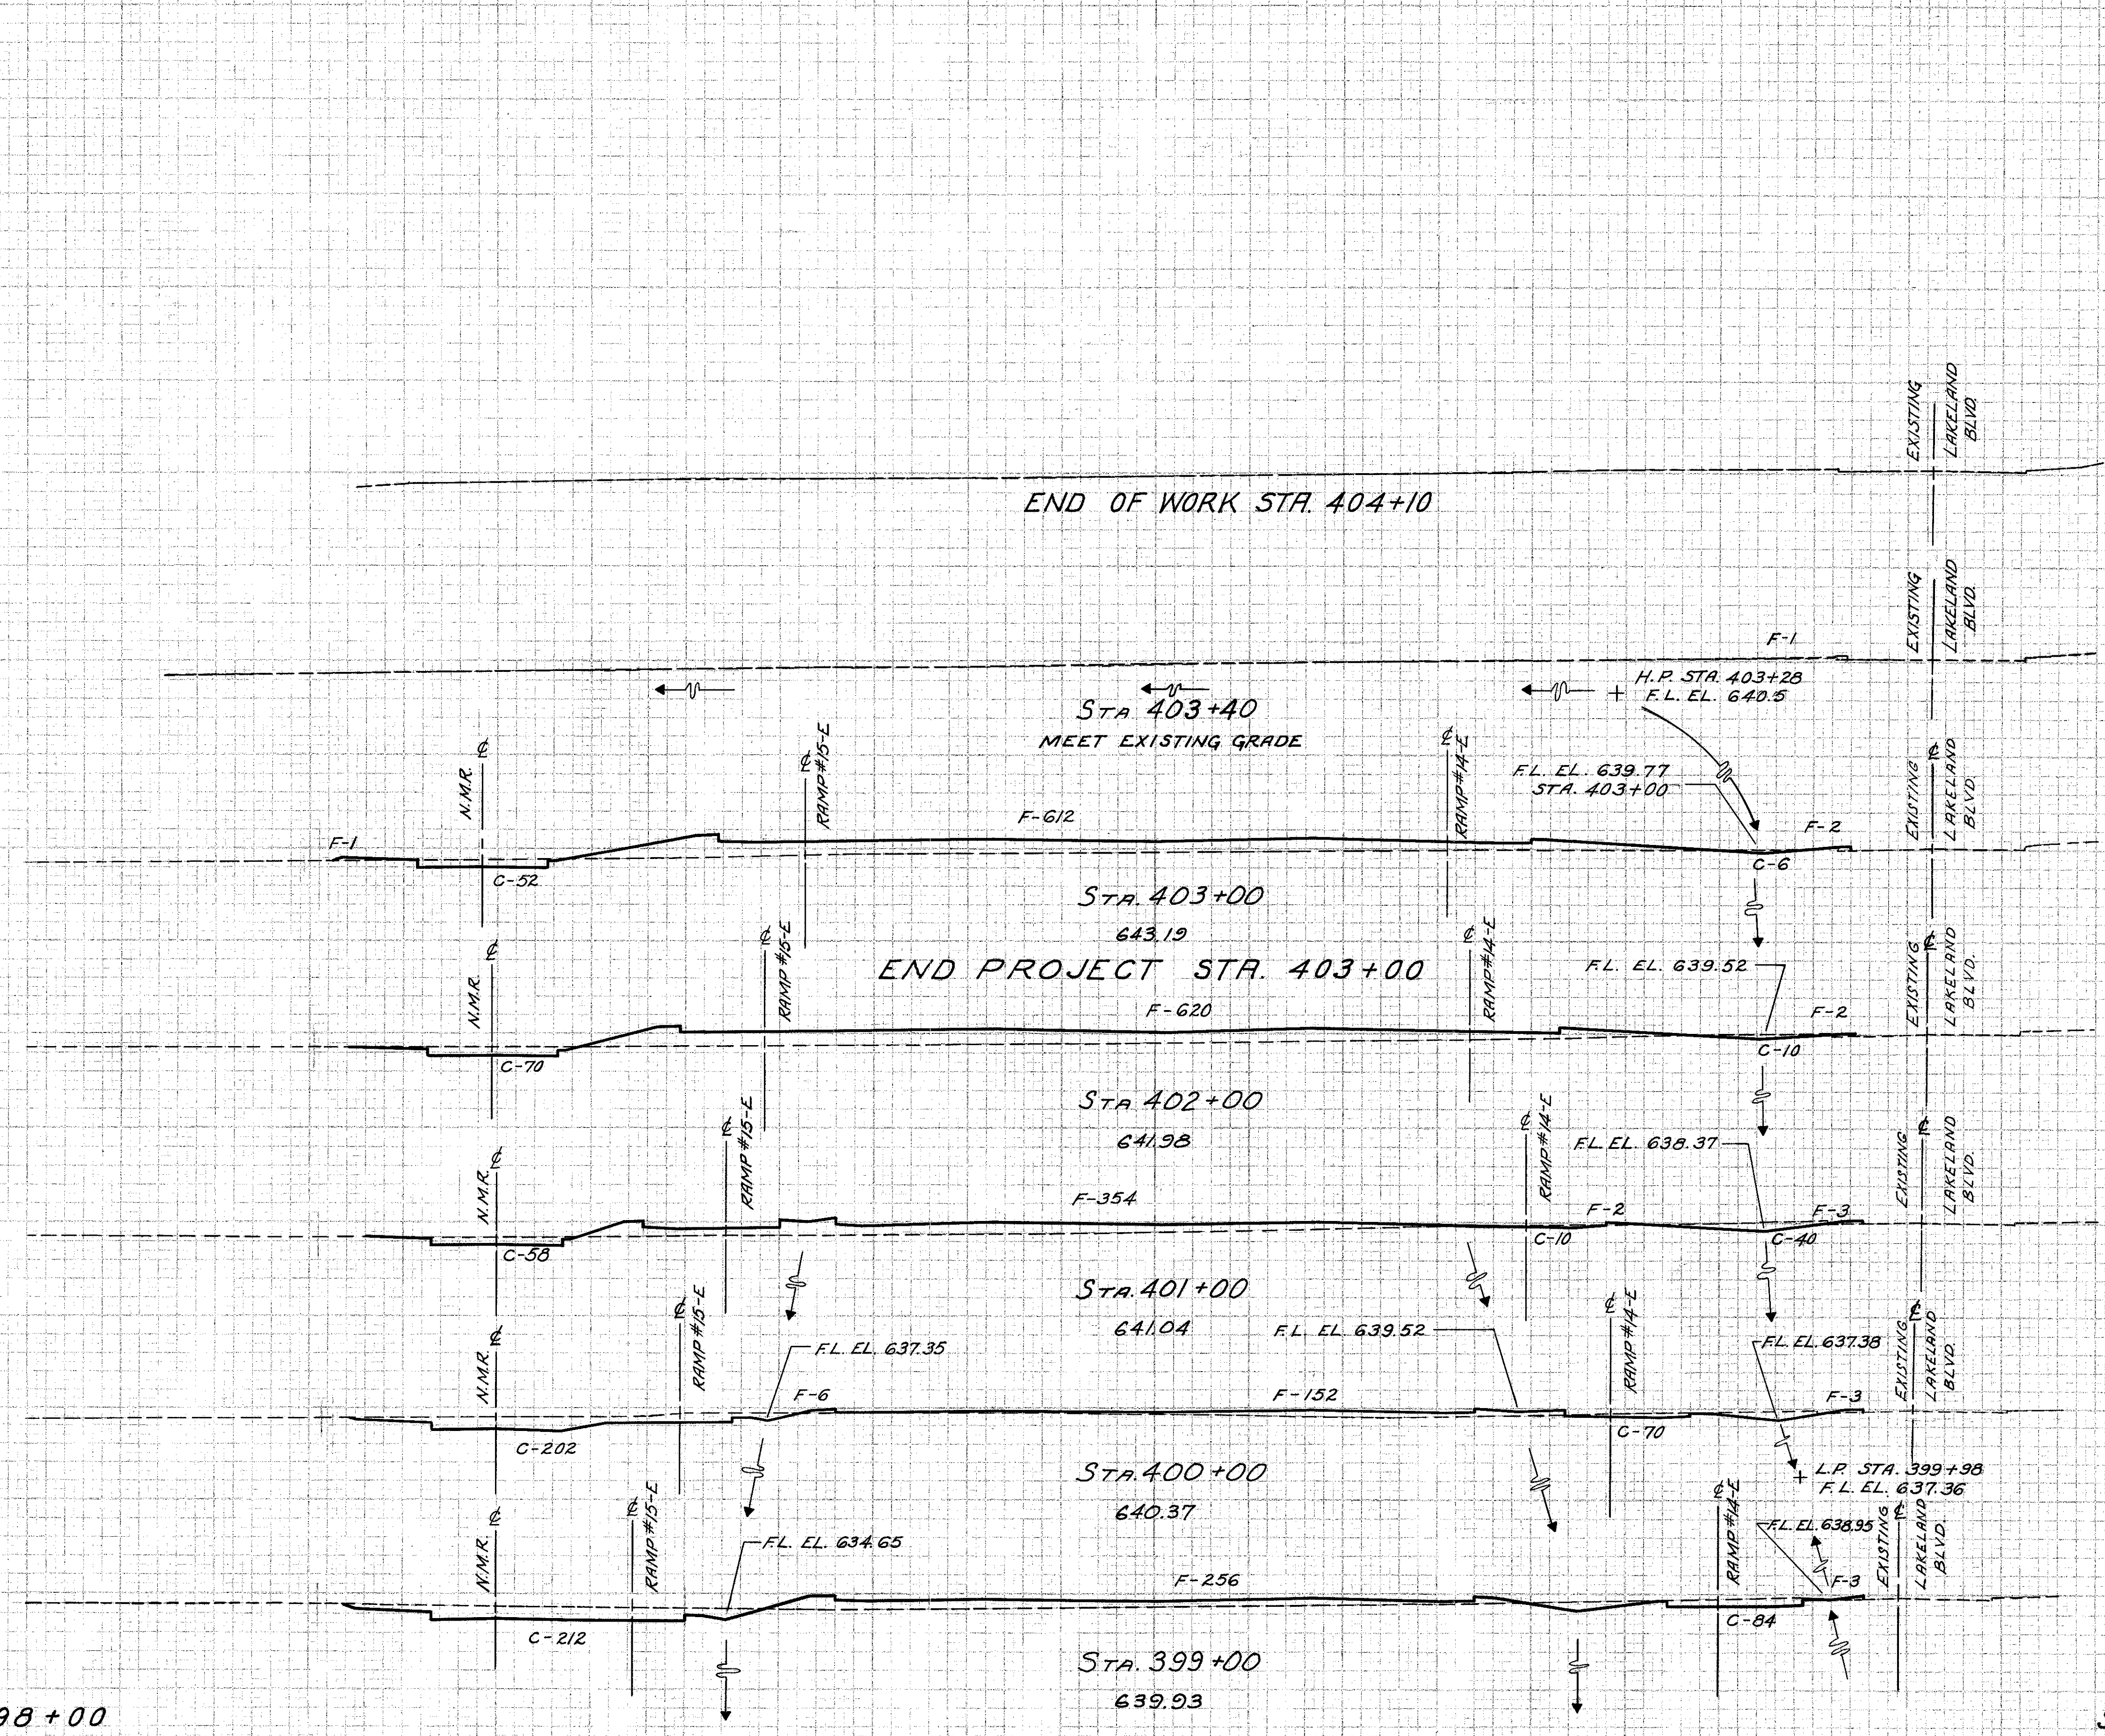 EXISTING
LAKELAND
BLVD.
END OF WORK STA. 404+10
EXISTING
LAKELAND
BLVD.
F-1
H.P. STA. 403+28
F.L. EL. 640.5
STA 403+40
MEET EXISTING GRADE
N.M.R.
℄
℄
RAMP #15-E
℄
RAMP #14-E
F.L. EL. 639.77
STA. 403+00
EXISTING
℄
LAKELAND
BLVD.
F-1
F-612
F-2
C-52
C-6
STA. 403+00
643.19
END PROJECT STA. 403+00
N.M.R.
℄
℄
RAMP #15-E
℄
RAMP #14-E
F.L. EL. 639.52
EXISTING
℄
LAKELAND
BLVD.
F-620
F-2
C-70
C-10
STA 402+00
641.98
N.M.R.
℄
℄
RAMP #15-E
℄
RAMP #14-E
F.L. EL. 638.37
EXISTING
℄
LAKELAND
BLVD.
F-354
F-2
F-3
C-58
C-10
C-40
STA. 401+00
641.04
N.M.R.
℄
℄
RAMP #15-E
F.L. EL. 637.35
F.L. EL. 639.52
℄
RAMP #14-E
F.L. EL. 637.38
EXISTING
℄
LAKELAND
BLVD.
F-6
F-152
F-3
C-202
C-70
STA. 400+00
640.37
L.P. STA. 399+98
F.L. EL. 637.36
N.M.R.
℄
℄
RAMP #15-E
F.L. EL. 634.65
℄
RAMP #14-E
F.L. EL. 638.95
EXISTING
℄
LAKELAND
BLVD.
F-256
F-3
C-212
C-84
STA. 399+00
639.93
98+00